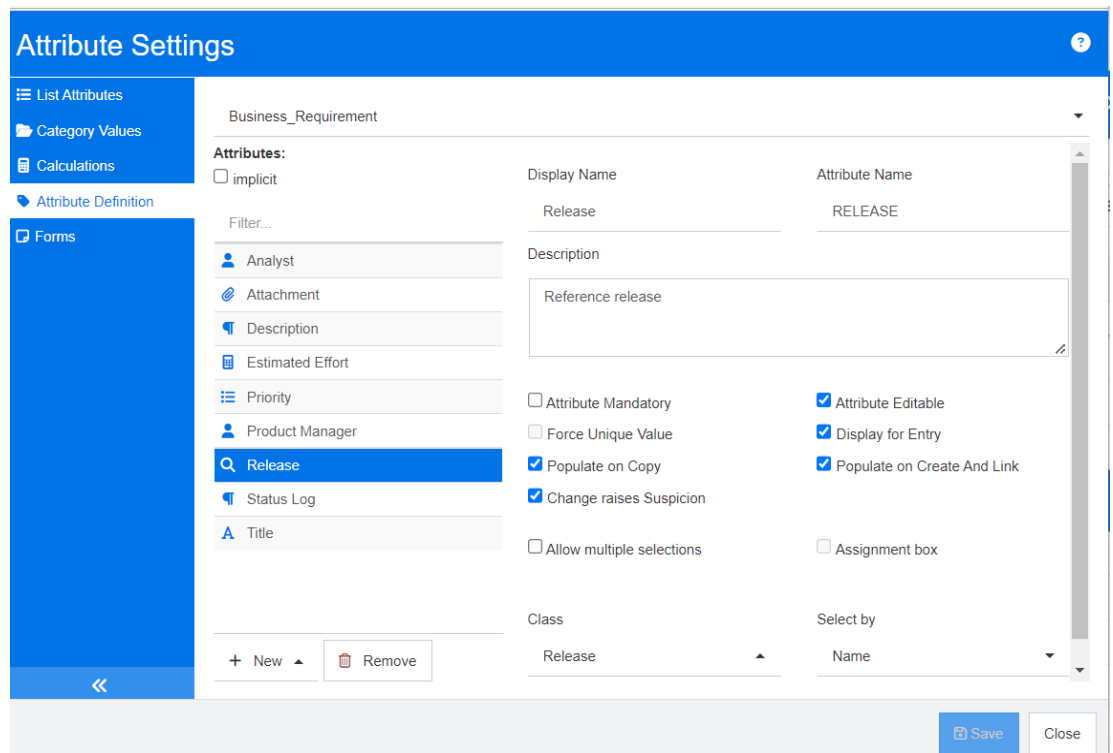 Attribute Settings
?
List Attributes
Category Values
Calculations
Attribute Definition
Forms
Business_Requirement
Attributes:
implicit
Filter...
Analyst
Attachment
Description
Estimated Effort
Priority
Product Manager
Release
Status Log
Title
+ New
Remove
Display Name
Attribute Name
Release
RELEASE
Description
Reference release
Attribute Mandatory
Attribute Editable
Force Unique Value
Display for Entry
Populate on Copy
Populate on Create And Link
Change raises Suspicion
Allow multiple selections
Assignment box
Class
Select by
Release
Name
Save
Close